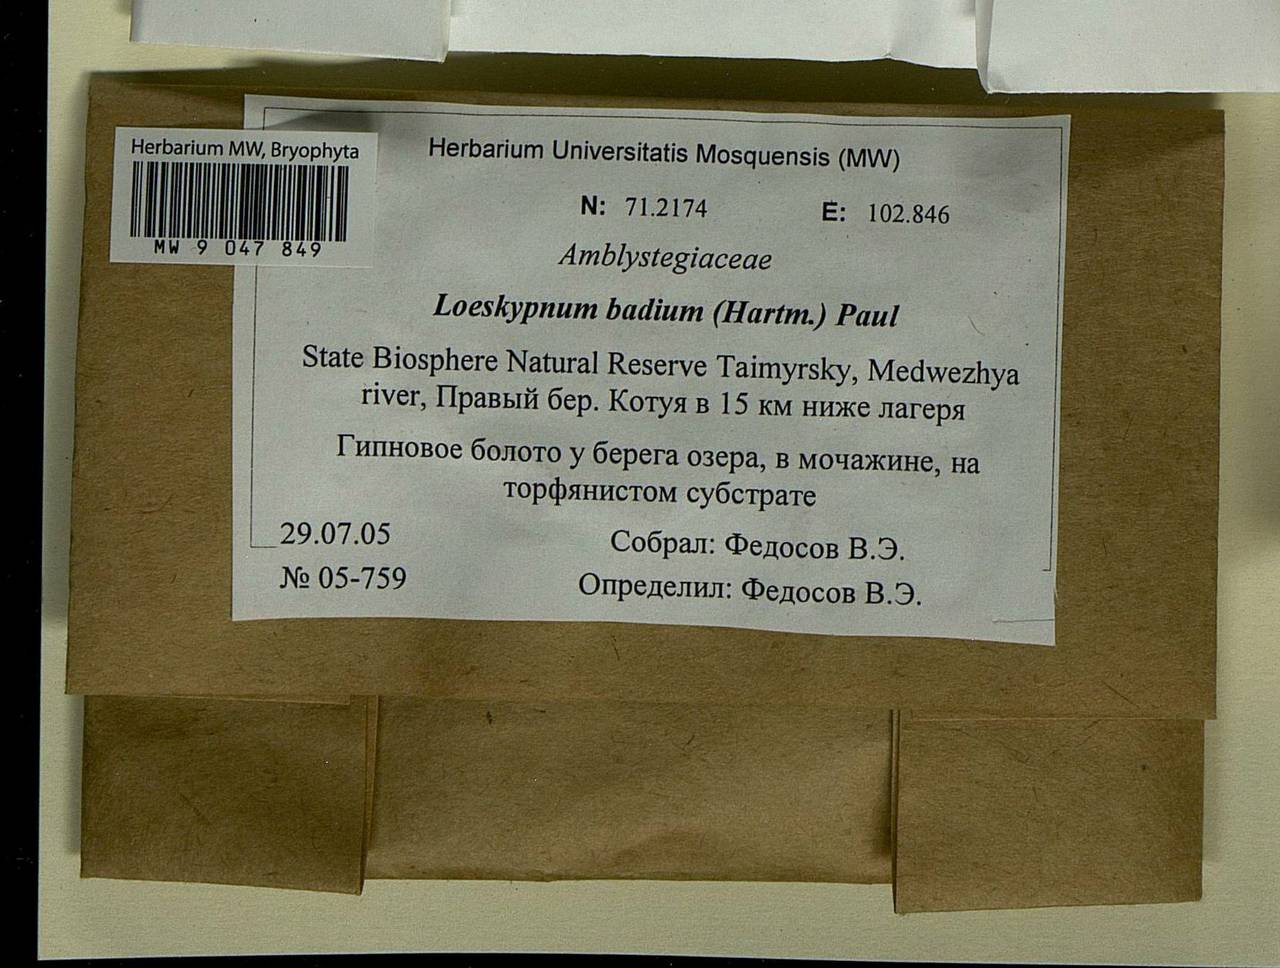 Herbarium MW, Bryophyta
MW 9 047 849
Herbarium Universitatis Mosquensis (MW)
N: 71.2174 E: 102.846
Amblystegiaceae
Loeskypnum badium (Hartm.) Paul
State Biosphere Natural Reserve Taimyrsky, Medwezhya
river, Правый бер. Котуя в 15 км ниже лагеря
Гипновое болото у берега озера, в мочажине, на
торфянистом субстрате
29.07.05 Собрал: Федосов В.Э.
№ 05-759 Определил: Федосов В.Э.